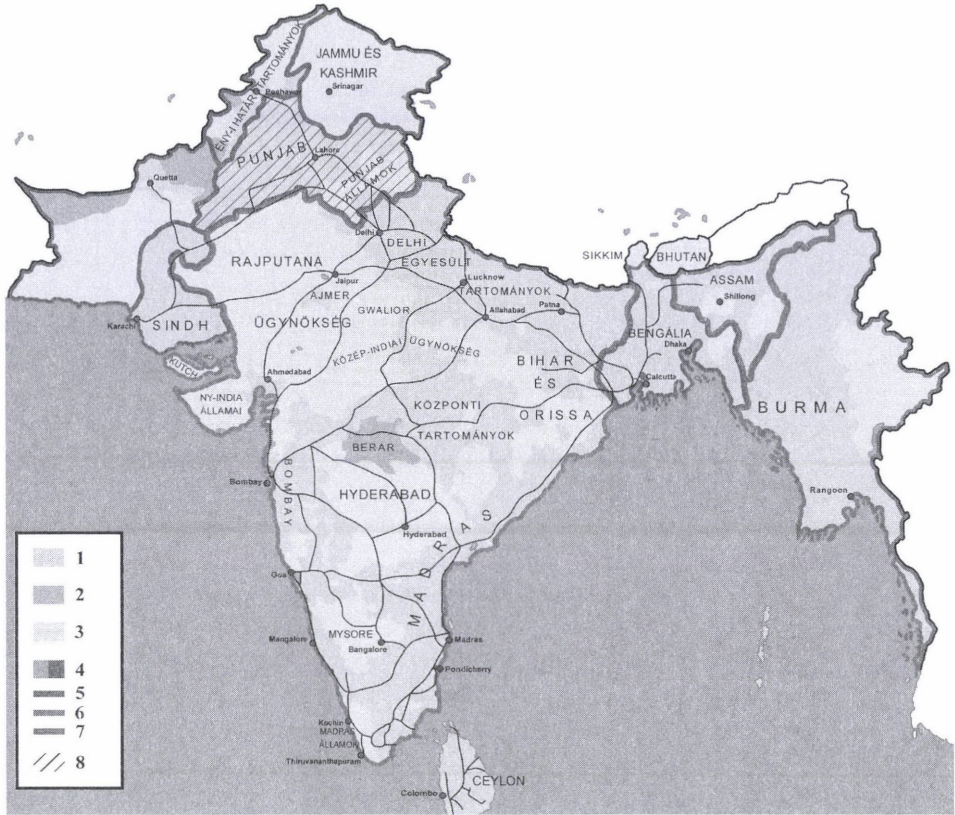 JAMMU ÉS
KASHMIR
Srinagar
ÉNY-I HATÁR TARTOMÁNYOK
Peshawar
PUNJAB
Lahore
PUNJAB
ÁLLAMOK
Quetta
Delhi
DELHI
RAJPUTANA
EGYESÜLT
SIKKIM
BHUTAN
Jaipur
Lucknow
TARTOMÁNYOK
ASSAM
AJMER
Shillong
GWALIOR
Allahabad
Patna
Karachi
SINDH
ÜGYNÖKSÉG
BENGÁLIA
Dhaka
KÖZÉP-INDIAI ÜGYNÖKSÉG
BIHAR
KUTCH
Ahmedabad
ÉS
Calcutta
NY-INDIA
ÁLLAMAI
KÖZPONTI
ORISSA
BURMA
TARTOMÁNYOK
BERAR
Bombay
BOMBAY
HYDERABAD
Rangoon
Hyderabad
MADRAS
1
2
3
4
5
6
7
8
Goa
Mangalore
MYSORE
Bangalore
Madras
Pondicherry
Kochin
MADRAS
ÁLLAMOK
Thiruvananthapuram
CEYLON
Colombo